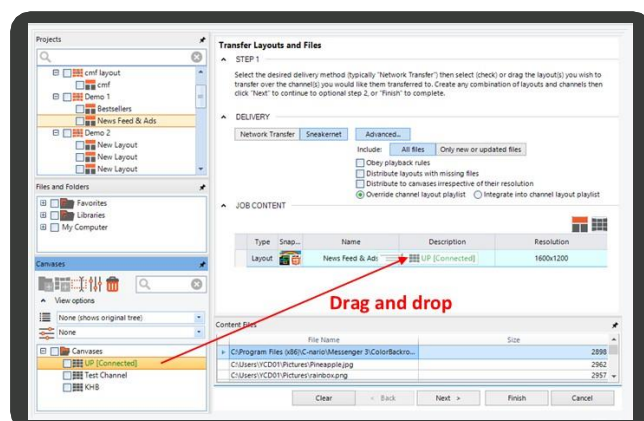 Projects
cmf layout
cmf
Demo 1
Bestsellers
News Feed & Ads
Demo 2
New Layout
New Layout
New Layout
Files and Folders
Favorites
Libraries
My Computer
Canvases
View options
None (shows original tree)
None
Canvases
UP [Connected]
Test Channel
KHB
Transfer Layouts and Files
STEP 1
Select the desired delivery method (typically "Network Transfer") then select (check) or drag the layout(s) you wish to
transfer over the channel(s) you would like them transferred to. Create any combination of layouts and channels then
click "Next" to continue to optional step 2, or "Finish" to complete.
DELIVERY
Network Transfer Sneakernet Advanced...
Include: All files Only new or updated files
Obey playback rules
Distribute layouts with missing files
Distribute to canvases irrespective of their resolution
Override channel layout playlist Integrate into channel layout playlist
JOB CONTENT
Type Snap... Name Description Resolution
Layout News Feed & Ads UP [Connected] 1600x1200
Drag and drop
Content Files
File Name Size
C:\Program Files (x86)\C-nario\Messenger 3\ColorBackro... 2898
C:\Users\YCD01\Pictures\Pineapple.jpg 2962
C:\Users\YCD01\Pictures\rainbox.png 2957
Clear < Back Next > Finish Cancel